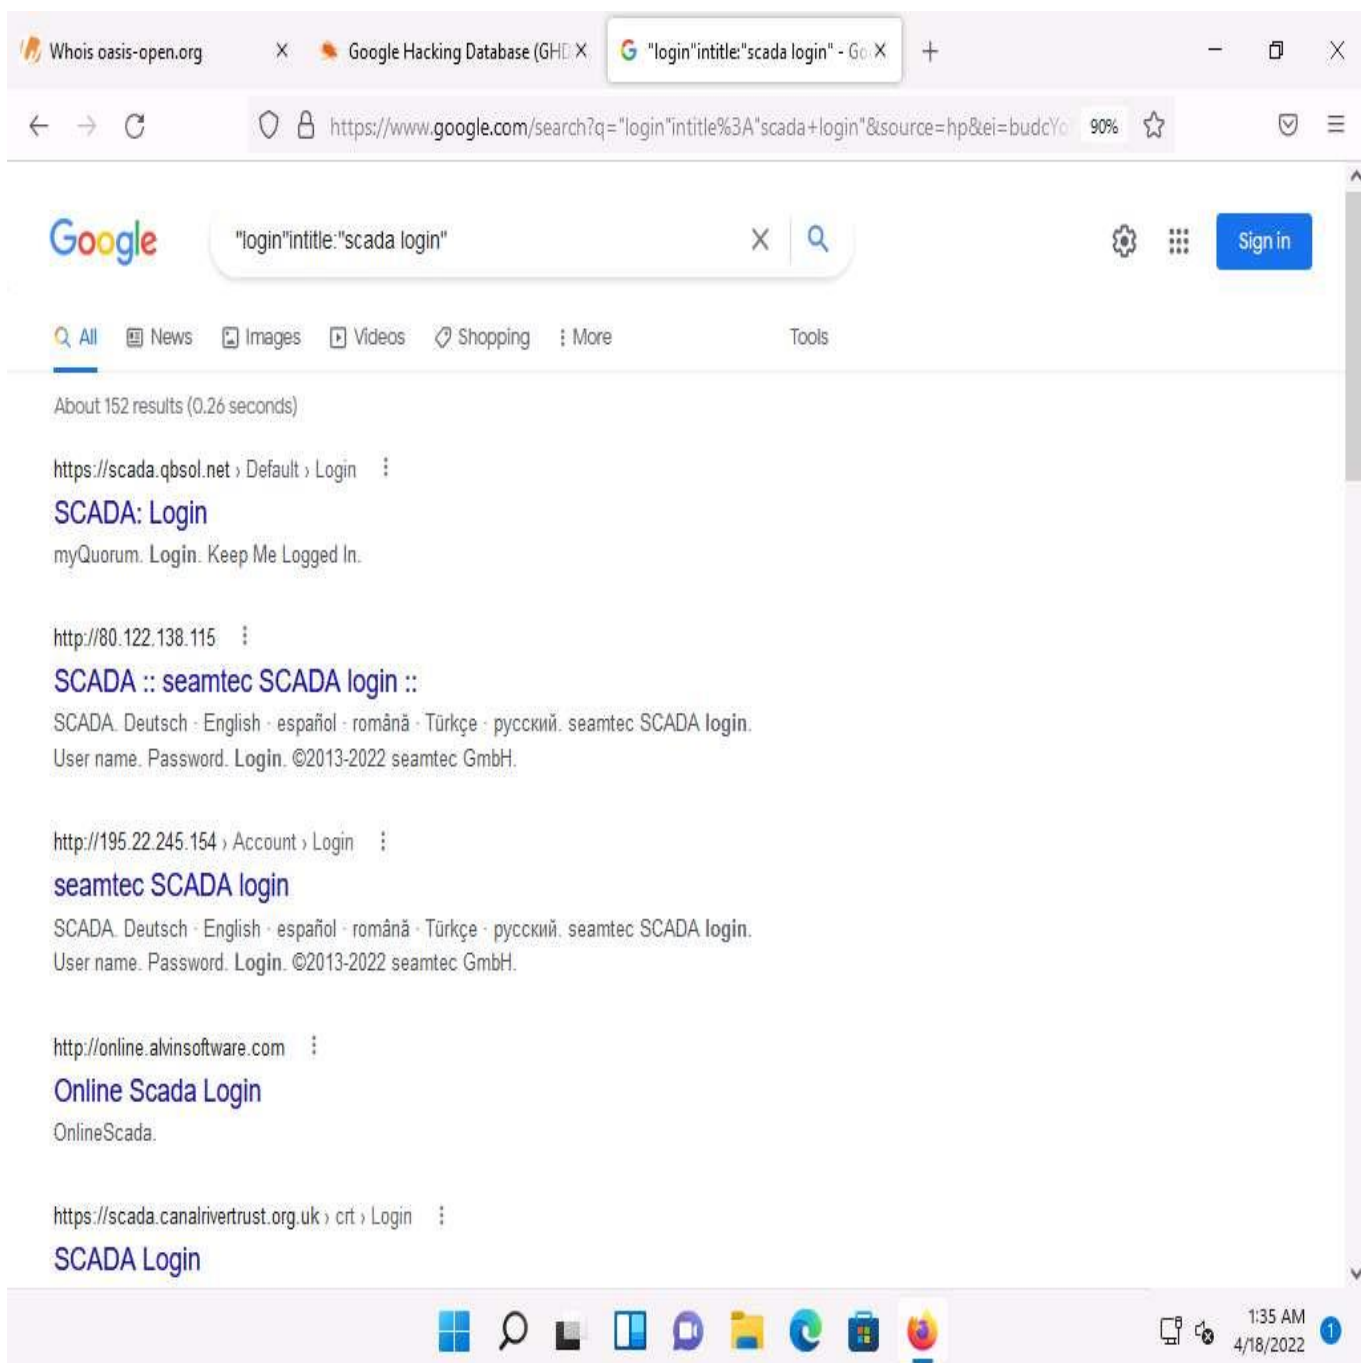 Whois oasis-open.org
Google Hacking Database (GHD
"login"intitle:"scada login" - Go
https://www.google.com/search?q="login"intitle%3A"scada+login"&source=hp&ei=budcYo
90%
Google
"login"intitle:"scada login"
Sign in
All News Images Videos Shopping More Tools
About 152 results (0.26 seconds)
https://scada.qbsol.net › Default › Login
SCADA: Login
myQuorum. Login. Keep Me Logged In.
http://80.122.138.115
SCADA :: seamtec SCADA login ::
SCADA. Deutsch · English · español · română · Türkçe · русский. seamtec SCADA login.
User name. Password. Login. ©2013-2022 seamtec GmbH.
http://195.22.245.154 › Account › Login
seamtec SCADA login
SCADA. Deutsch · English · español · română · Türkçe · русский. seamtec SCADA login.
User name. Password. Login. ©2013-2022 seamtec GmbH.
http://online.alvinsoftware.com
Online Scada Login
OnlineScada.
https://scada.canalrivertrust.org.uk › crt › Login
SCADA Login
1:35 AM
4/18/2022
1